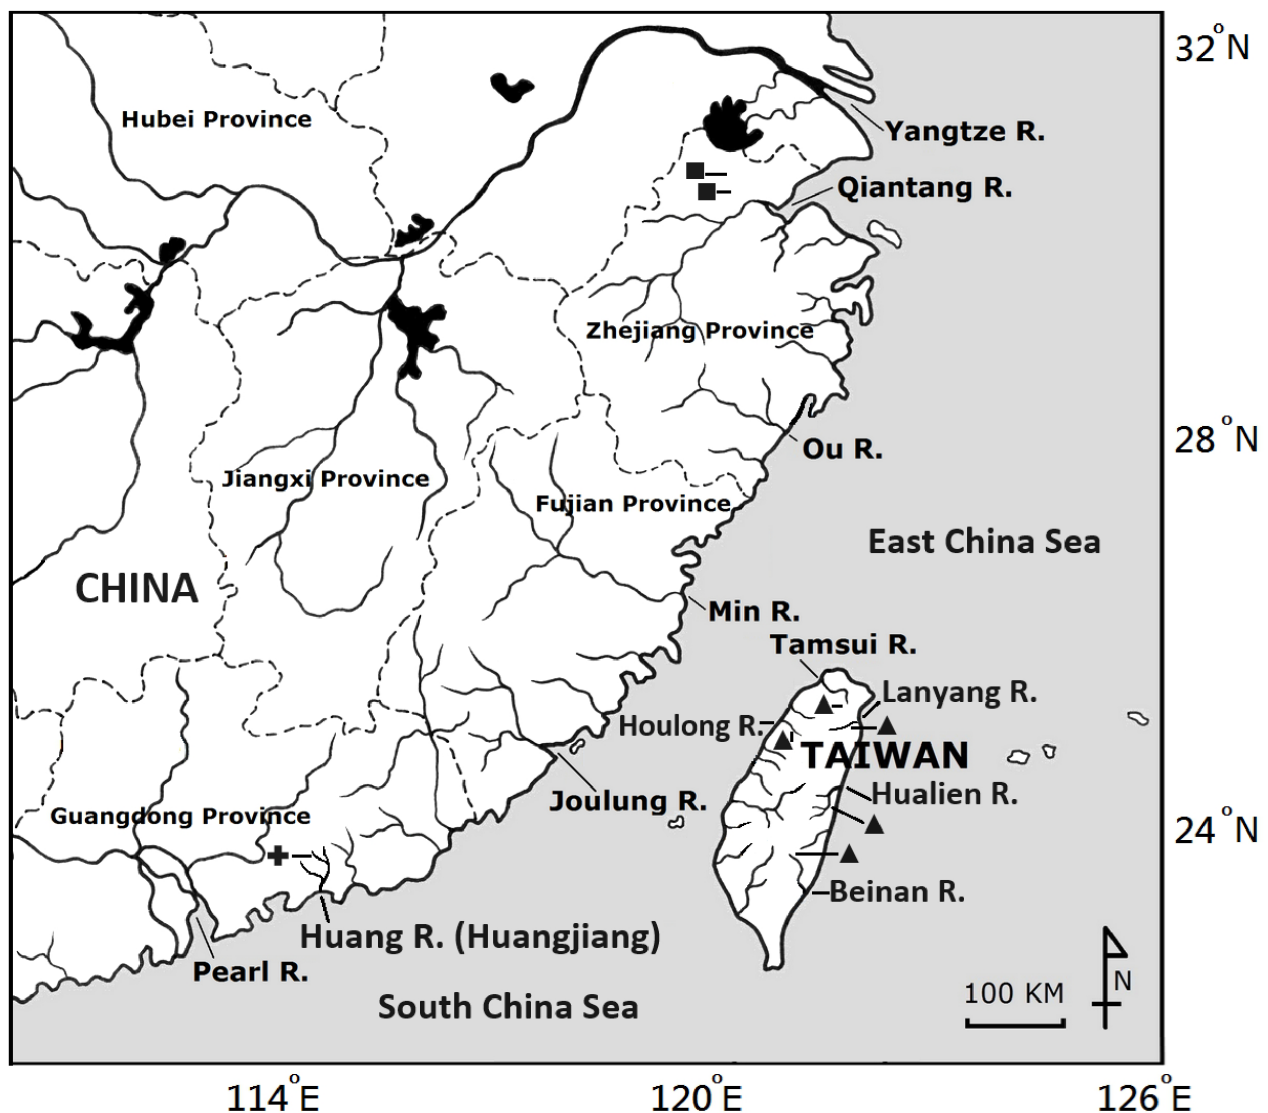 32°N
Hubei Province
Yangtze R.
Qiantang R.
Zhejiang Province
28°N
Ou R.
Jiangxi Province
Fujian Province
East China Sea
CHINA
Min R.
Tamsui R.
Lanyang R.
Houlong R.
TAIWAN
Hualien R.
Joulung R.
Guangdong Province
24°N
Beinan R.
Huang R. (Huangjiang)
Pearl R.
N
100 KM
South China Sea
114°E
120°E
126°E